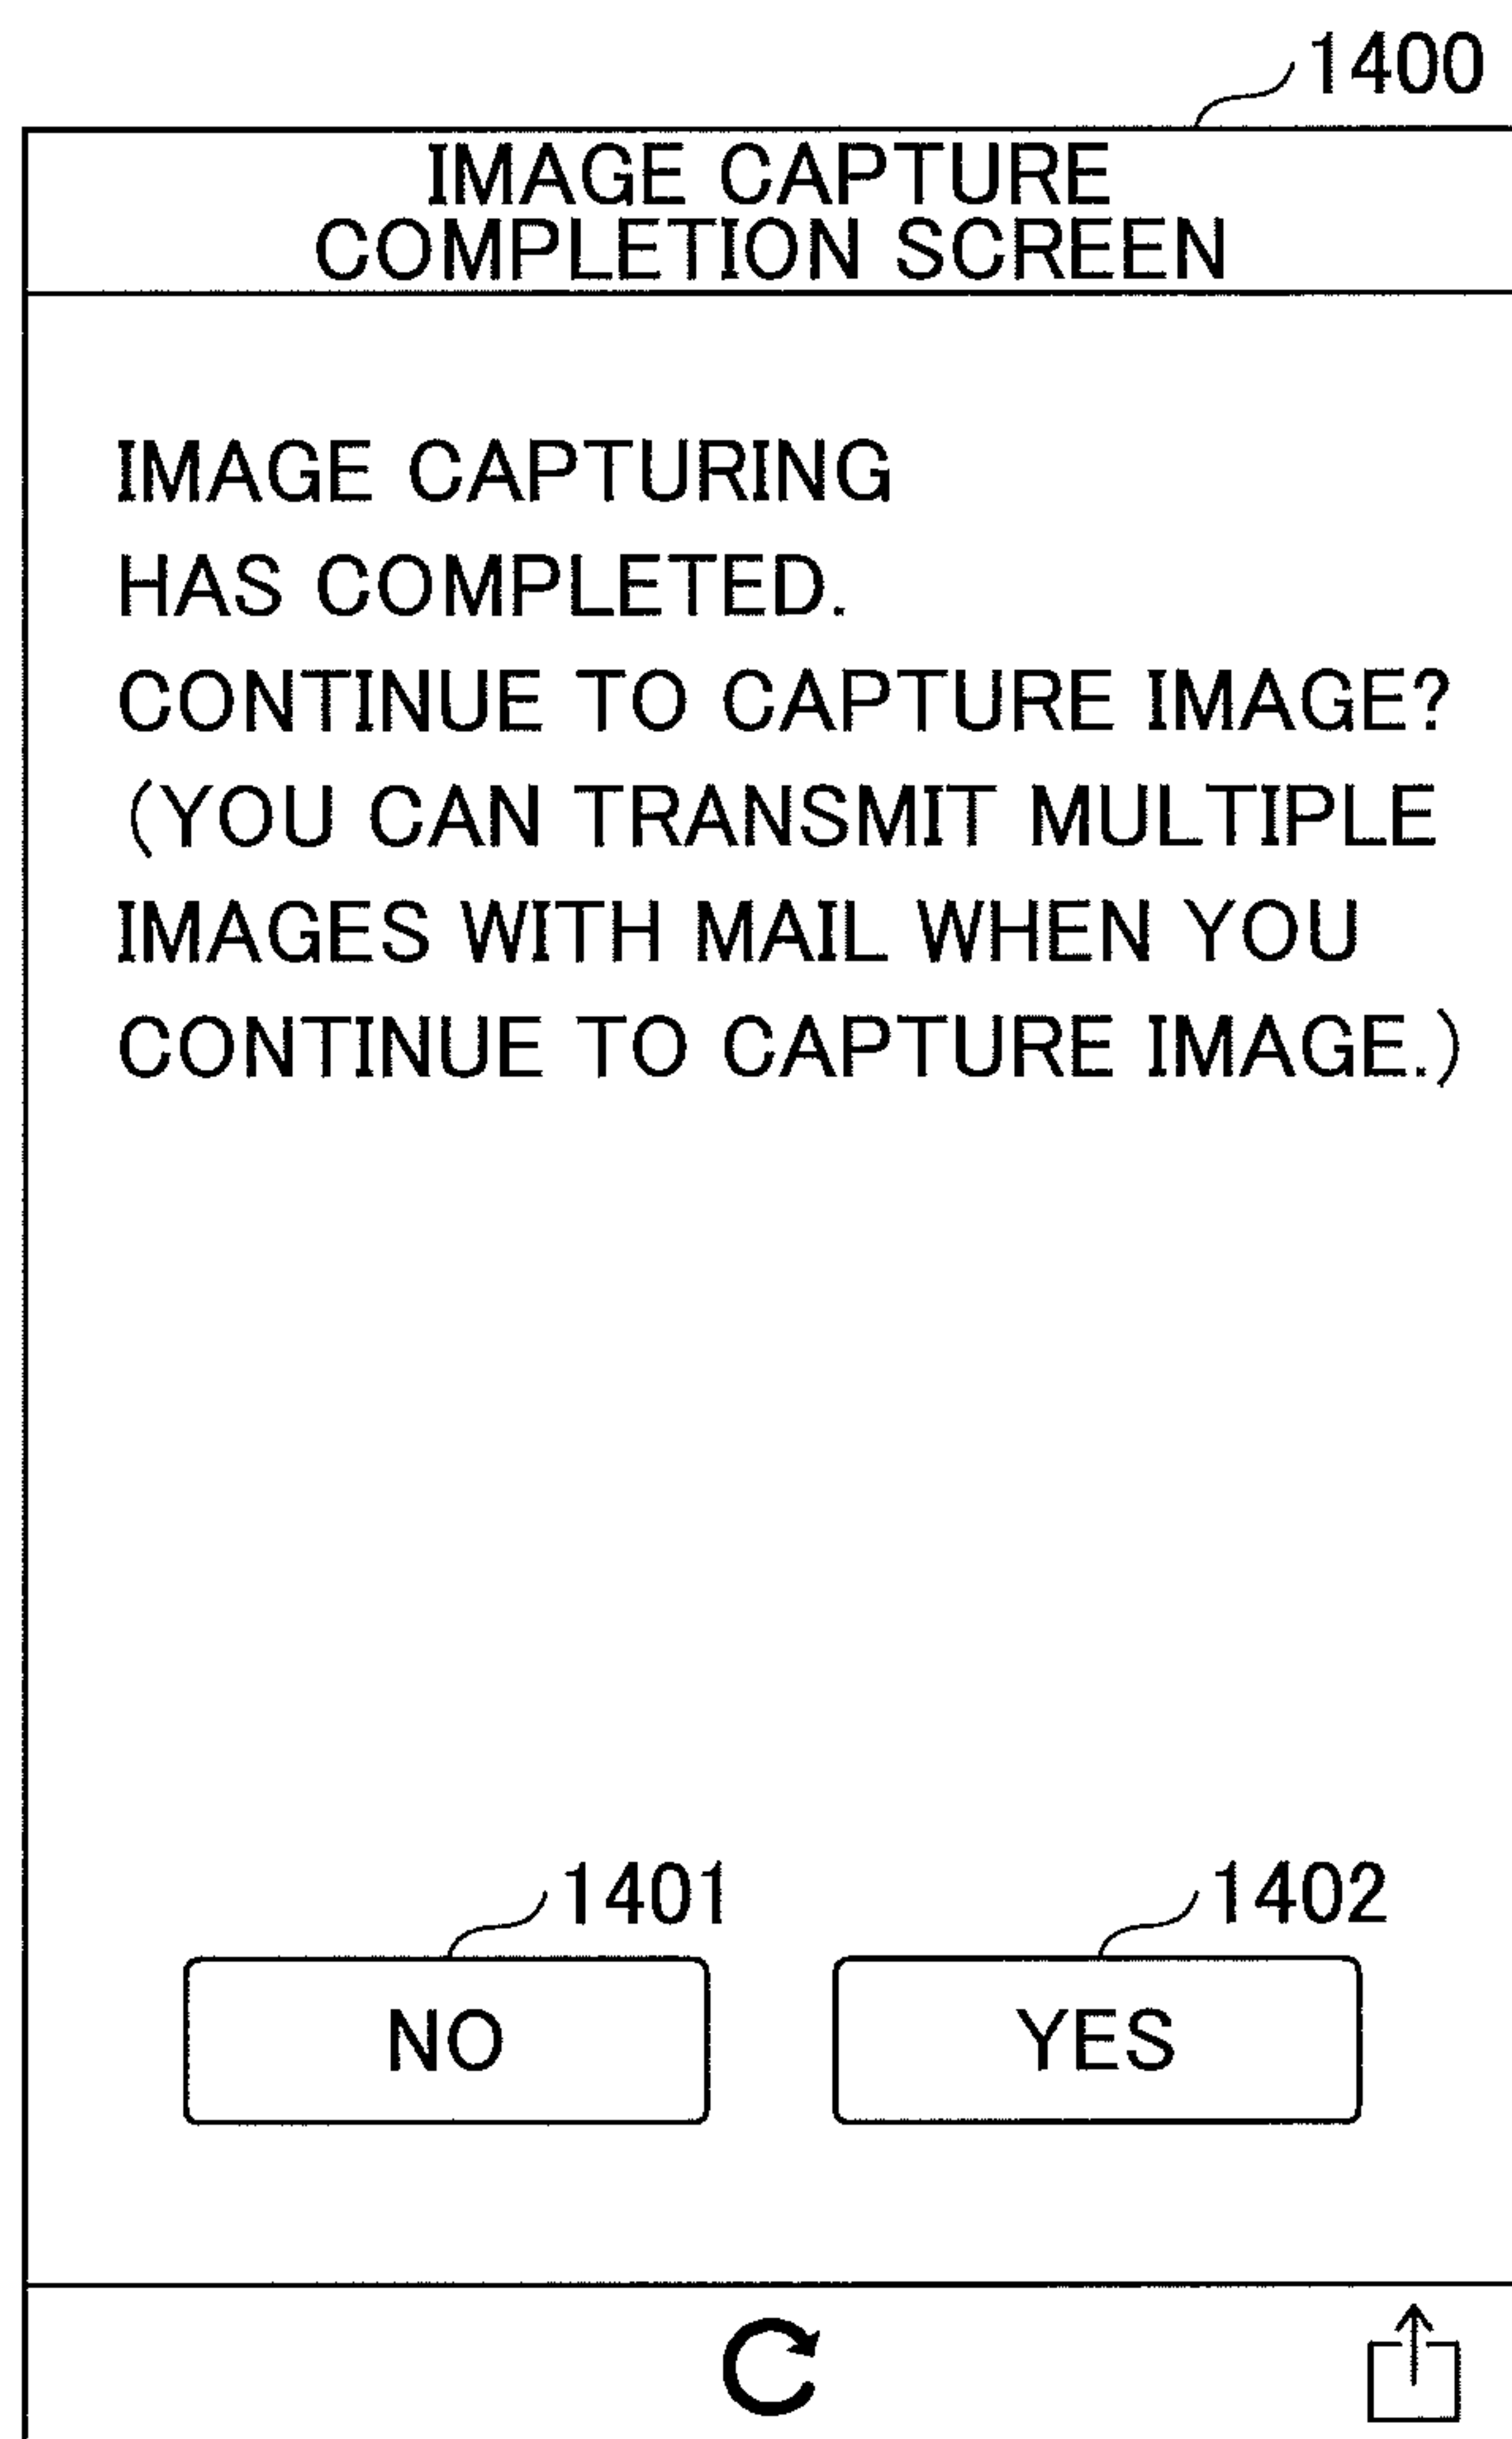 1400
IMAGE CAPTURE
COMPLETION SCREEN
IMAGE CAPTURING
HAS COMPLETED.
CONTINUE TO CAPTURE IMAGE?
(YOU CAN TRANSMIT MULTIPLE
IMAGES WITH MAIL WHEN YOU
CONTINUE TO CAPTURE IMAGE.)
1401 1402
NO YES